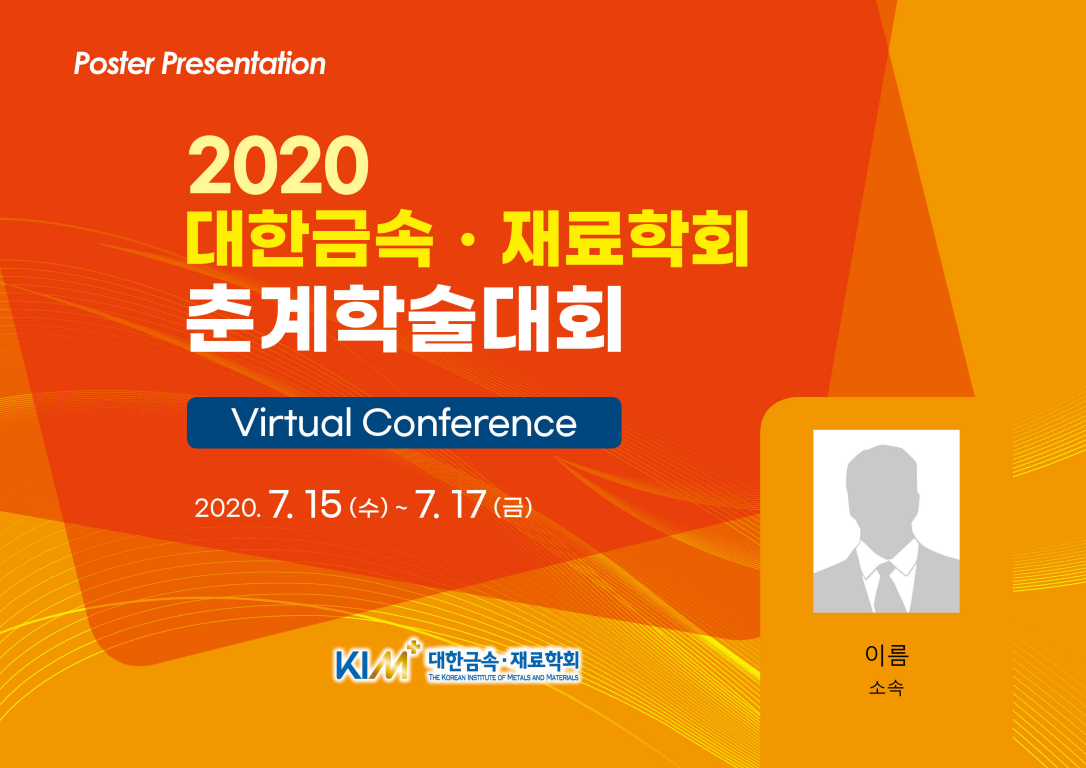 Poster Presentation
2020
대한금속 · 재료학회
춘계학술대회
Virtual Conference
2020. 7. 15 (수) ~ 7. 17 (금)
KIM 대한금속·재료학회
THE KOREAN INSTITUTE OF METALS AND MATERIALS
이름
소속